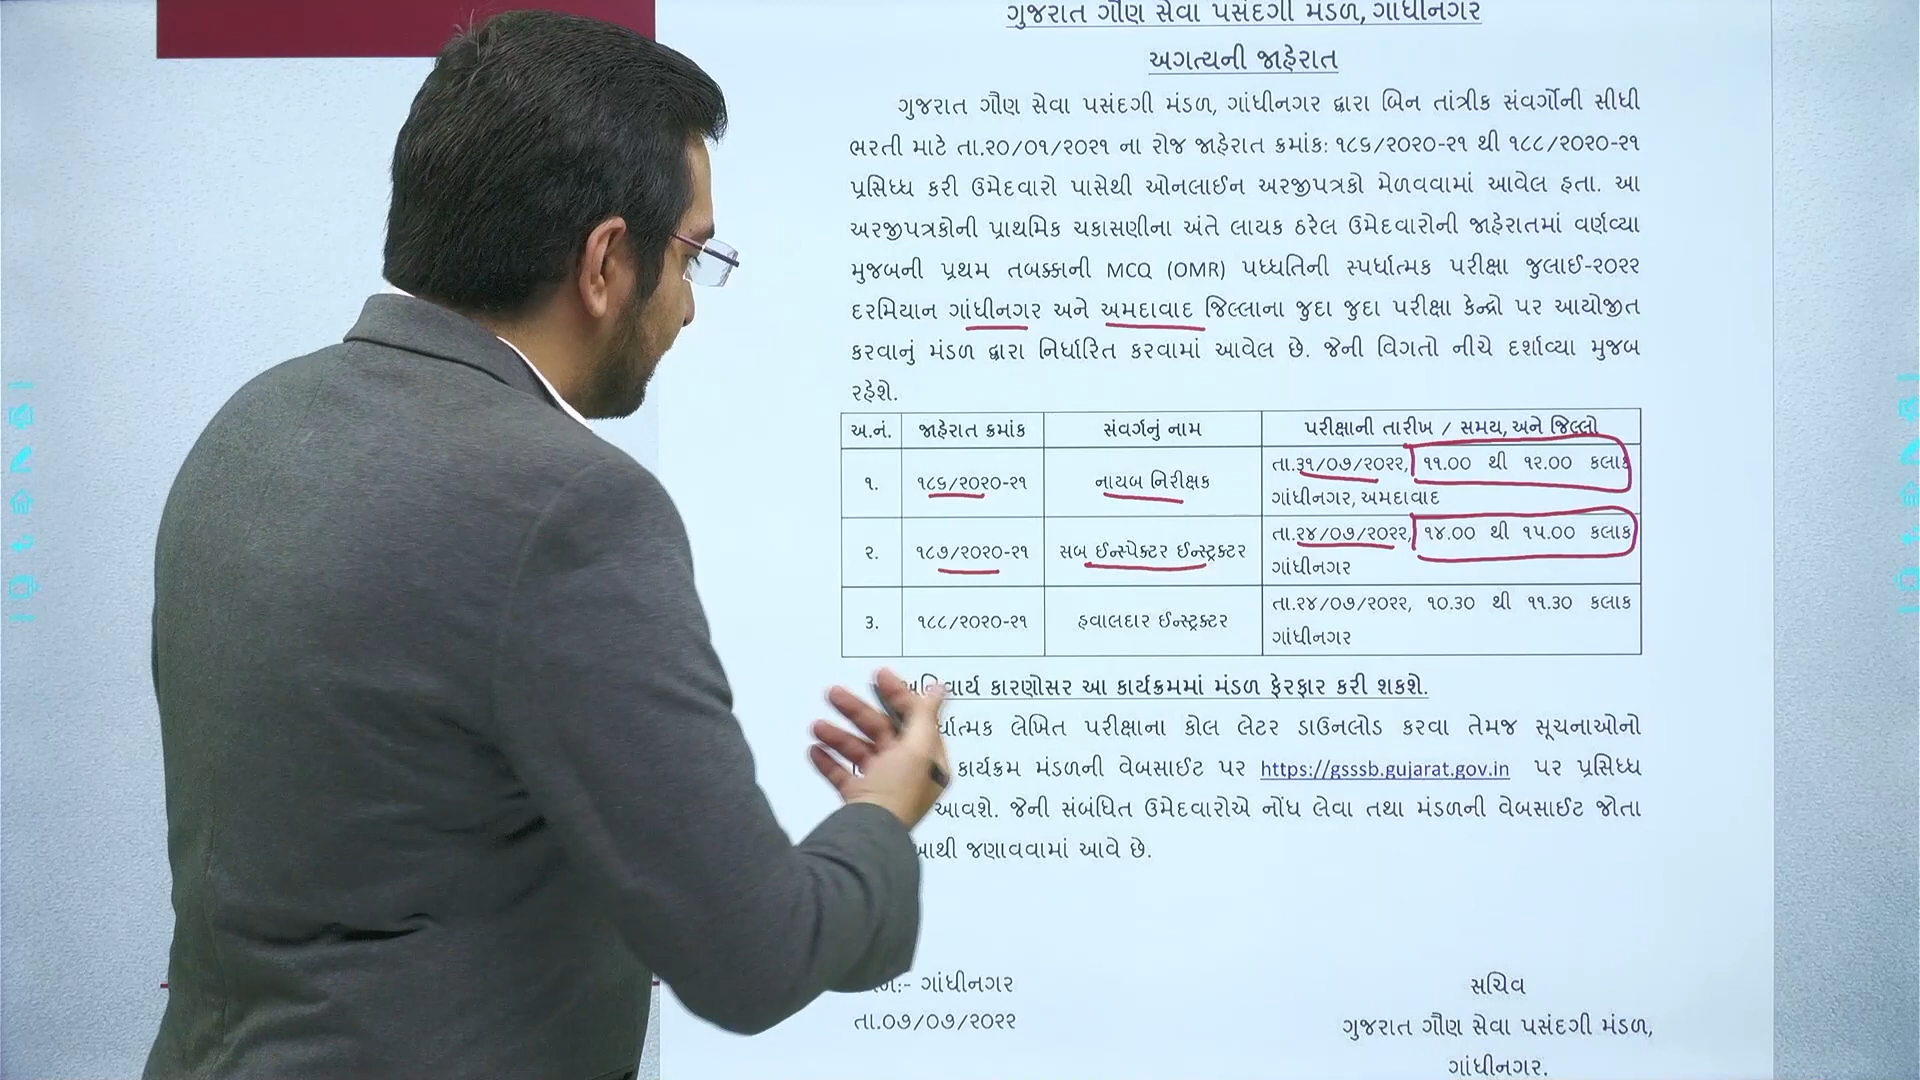 ગુજરાત ગૌણ સેવા પસંદગી મંડળ, ગાંધીનગર
અગત્યની જાહેરાત
ગુજરાત ગૌણ સેવા પસંદગી મંડળ, ગાંધીનગર દ્વારા બિન તાંત્રીક સંવર્ગોની સીધી
ભરતી માટે તા.૨૦/૦૧/૨૦૨૧ ના રોજ જાહેરાત ક્રમાંક: ૧૮૬/૨૦૨૦-૨૧ થી ૧૮૮/૨૦૨૦-૨૧
પ્રસિધ્ધ કરી ઉમેદવારો પાસેથી ઓનલાઈન અરજીપત્રકો મેળવવામાં આવેલ હતા. આ
અરજીપત્રકોની પ્રાથમિક ચકાસણીના અંતે લાયક ઠરેલ ઉમેદવારોની જાહેરાતમાં વર્ણવ્યા
મુજબની પ્રથમ તબક્કાની MCQ (OMR) પધ્ધતિની સ્પર્ધાત્મક પરીક્ષા જુલાઈ-૨૦૨૨
દરમિયાન ગાંધીનગર અને અમદાવાદ જિલ્લાના જુદા જુદા પરીક્ષા કેન્દ્રો પર આયોજીત
કરવાનું મંડળ દ્વારા નિર્ધારિત કરવામાં આવેલ છે. જેની વિગતો નીચે દર્શાવ્યા મુજબ
રહેશે.
અ.નં. જાહેરાત ક્રમાંક સંવર્ગનું નામ પરીક્ષાની તારીખ / સમય, અને જિલ્લો
૧. ૧૮૬/૨૦૨૦-૨૧ નાયબ નિરીક્ષક તા.૩૧/૦૭/૨૦૨૨, ૧૧.૦૦ થી ૧૨.૦૦ કલાક
ગાંધીનગર, અમદાવાદ
૨. ૧૮૭/૨૦૨૦-૨૧ સબ ઈન્સ્પેક્ટર ઈન્સ્ટ્રક્ટર તા.૨૪/૦૭/૨૦૨૨, ૧૪.૦૦ થી ૧૫.૦૦ કલાક
ગાંધીનગર
૩. ૧૮૮/૨૦૨૦-૨૧ હવાલદાર ઈન્સ્ટ્રક્ટર તા.૨૪/૦૭/૨૦૨૨, ૧૦.૩૦ થી ૧૧.૩૦ કલાક
ગાંધીનગર
અનિવાર્ય કારણોસર આ કાર્યક્રમમાં મંડળ ફેરફાર કરી શકશે.
લેખિત પરીક્ષાના કોલ લેટર ડાઉનલોડ કરવા તેમજ સૂચનાઓનો
કાર્યક્રમ મંડળની વેબસાઈટ પર https://gsssb.gujarat.gov.in પર પ્રસિધ્ધ
આવશે. જેની સંબંધિત ઉમેદવારોએ નોંધ લેવા તથા મંડળની વેબસાઈટ જોતા
જણાવવામાં આવે છે.
ગાંધીનગર
તા.૦૭/૦૭/૨૦૨૨
સચિવ
ગુજરાત ગૌણ સેવા પસંદગી મંડળ,
ગાંધીનગર.